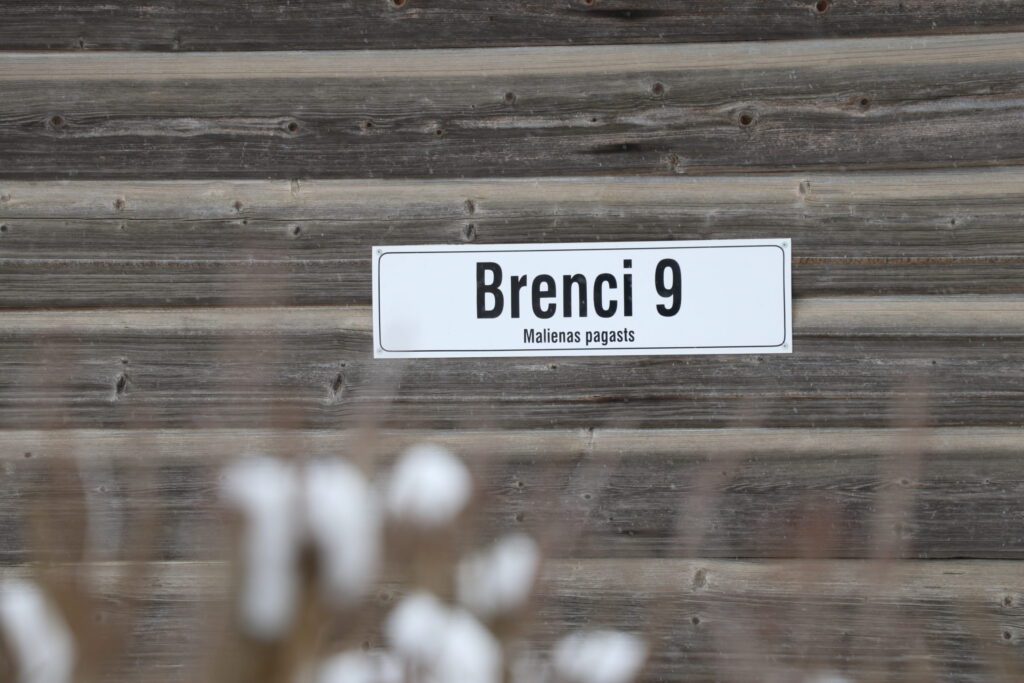 Brenci 9
Malienas pagasts